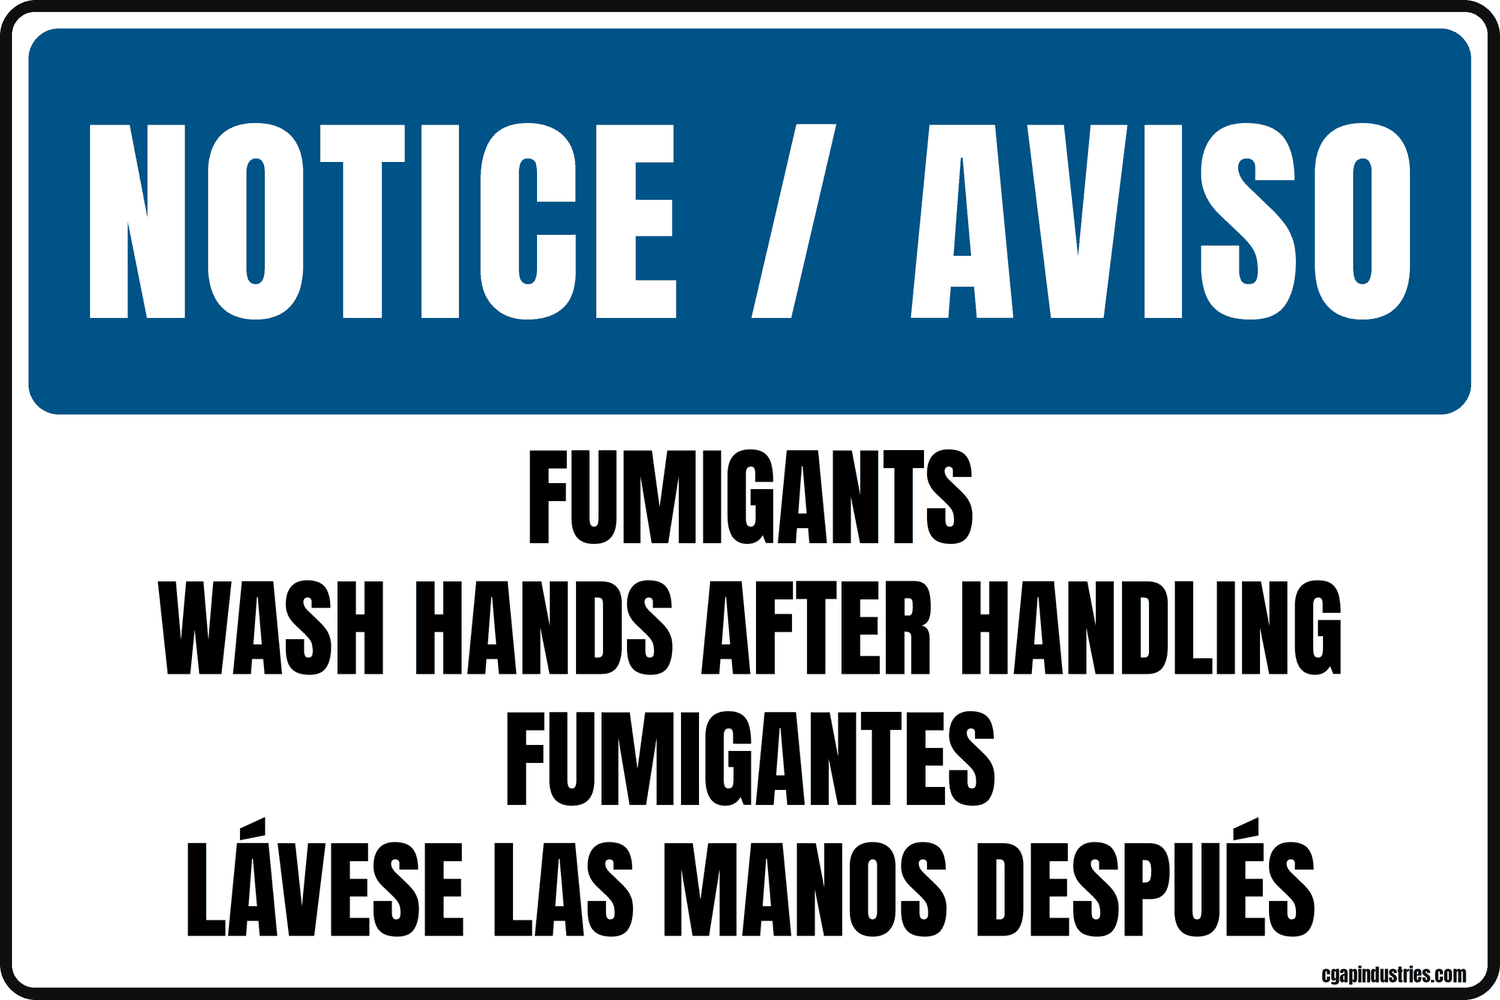 NOTICE / AVISO
FUMIGANTS
WASH HANDS AFTER HANDLING
FUMIGANTES
LÁVESE LAS MANOS DESPUÉS
cgapindustries.com